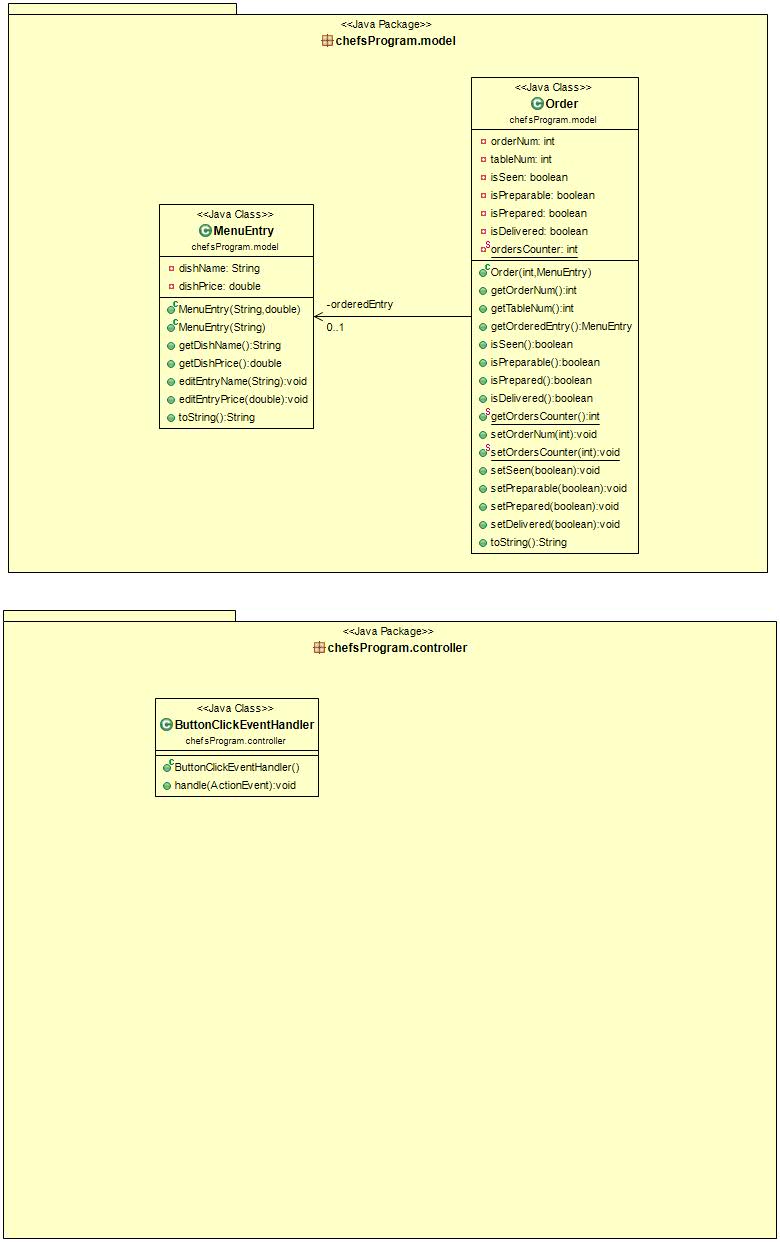 <<Java Package>>
chefsProgram.model
<<Java Class>>
Order
chefsProgram.model
orderNum: int
tableNum: int
isSeen: boolean
isPreparable: boolean
isPrepared: boolean
isDelivered: boolean
S ordersCounter: int
C Order(int,MenuEntry)
getOrderNum():int
getTableNum():int
getOrderedEntry():MenuEntry
isSeen():boolean
isPreparable():boolean
isPrepared():boolean
isDelivered():boolean
S getOrdersCounter():int
setOrderNum(int):void
S setOrdersCounter(int):void
setSeen(boolean):void
setPreparable(boolean):void
setPrepared(boolean):void
setDelivered(boolean):void
toString():String
<<Java Class>>
MenuEntry
chefsProgram.model
dishName: String
dishPrice: double
C MenuEntry(String,double)
C MenuEntry(String)
getDishName():String
getDishPrice():double
editEntryName(String):void
editEntryPrice(double):void
toString():String
-orderedEntry
0..1
<<Java Package>>
chefsProgram.controller
<<Java Class>>
C ButtonClickEventHandler
chefsProgram.controller
C ButtonClickEventHandler()
handle(ActionEvent):void